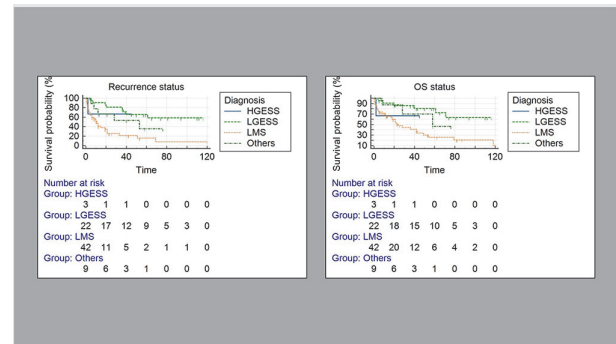 Recurrence status
Survival probability (%
100
80
60
40
20
0
0 40 80 120
Time
Diagnosis
HGESS
LGESS
LMS
Others
Number at risk
Group: HGESS
3 1 1 0 0 0 0
Group: LGESS
22 17 12 9 5 3 0
Group: LMS
42 11 5 2 1 1 0
Group: Others
9 6 3 1 0 0 0
OS status
Survival probability (%
90
70
50
30
10
0 40 80 120
Time
Diagnosis
HGESS
LGESS
LMS
Others
Number at risk
Group: HGESS
3 1 1 0 0 0 0
Group: LGESS
22 18 15 10 5 3 0
Group: LMS
42 20 12 6 4 2 0
Group: Others
9 6 3 1 0 0 0